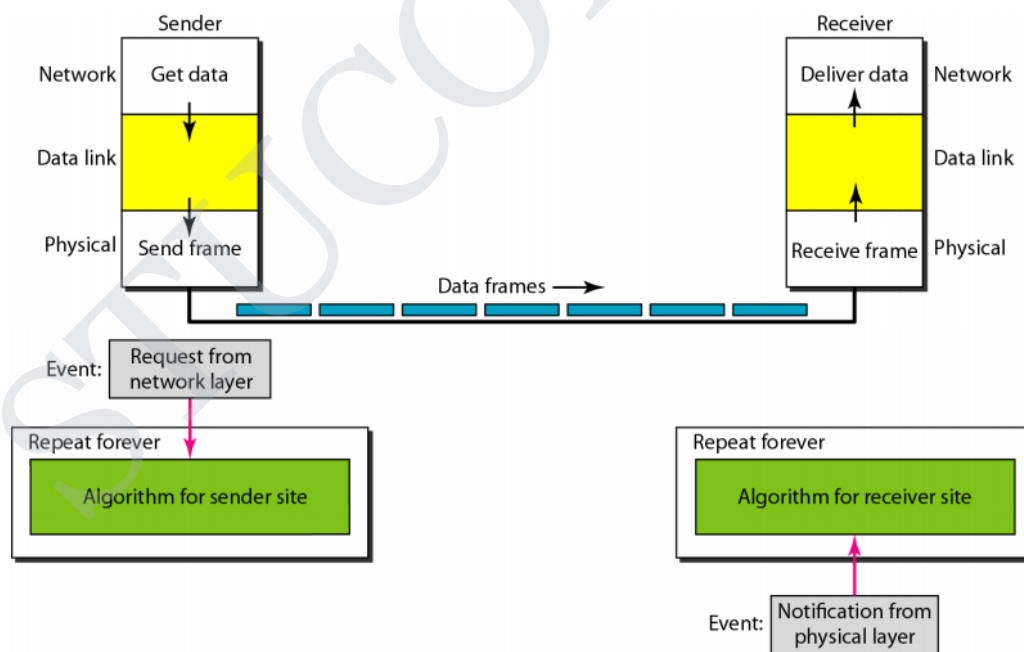 Sender
Receiver
Network
Get data
Deliver data
Network
Data link
Data link
Physical
Send frame
Receive frame
Physical
Data frames
Event:
Request from
network layer
Repeat forever
Repeat forever
Algorithm for sender site
Algorithm for receiver site
Event:
Notification from
physical layer